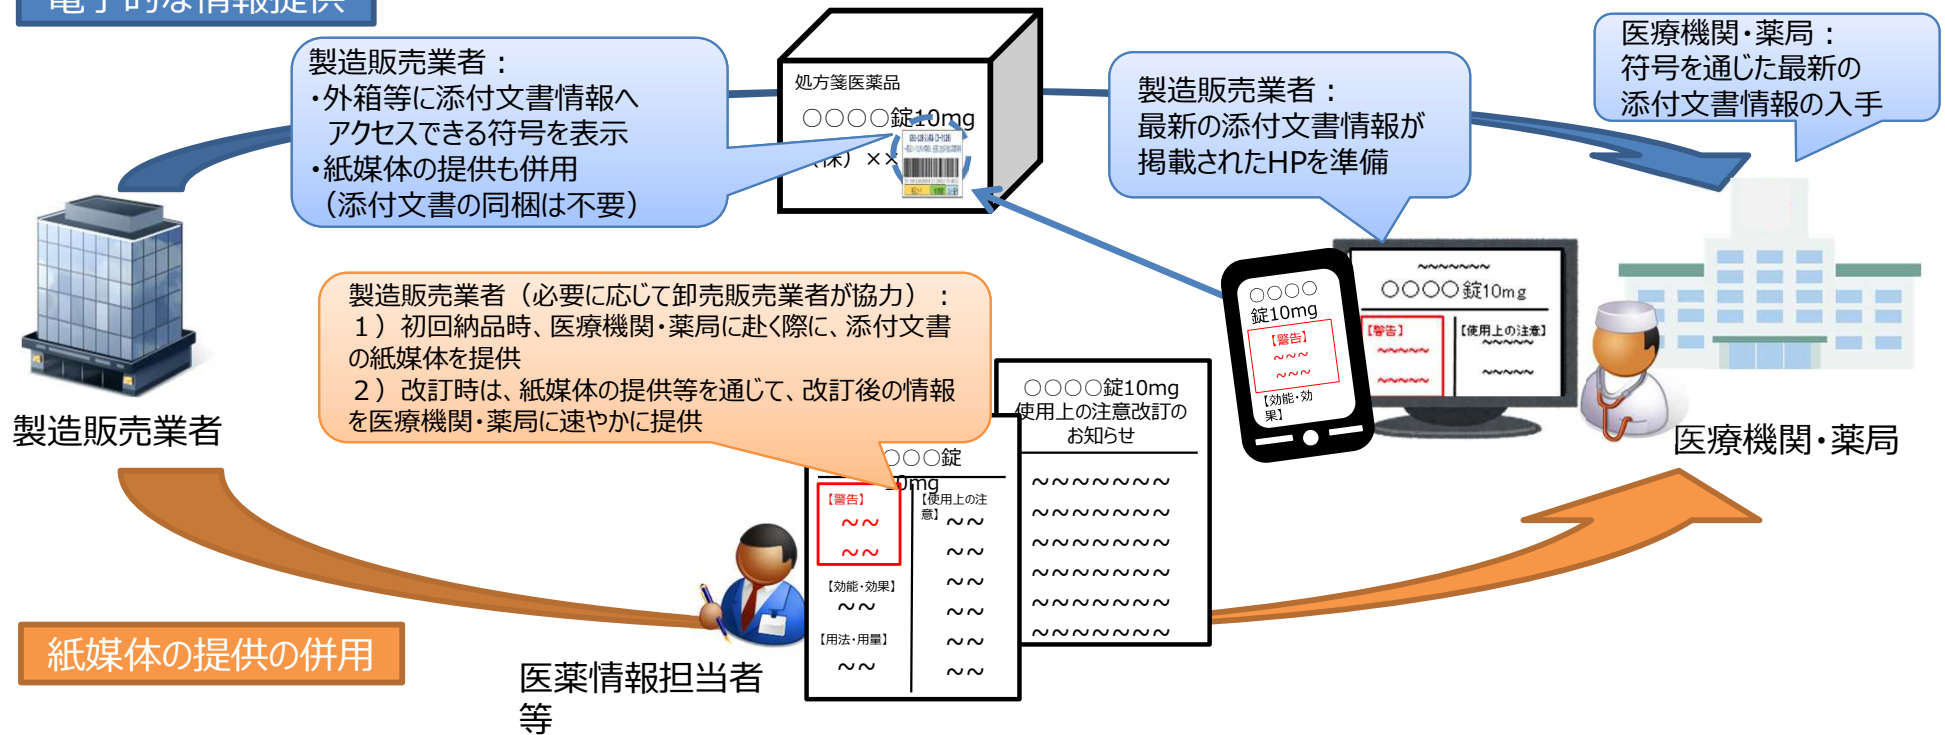 電子的な情報提供
製造販売業者：
・外箱等に添付文書情報へ
アクセスできる符号を表示
・紙媒体の提供も併用
（添付文書の同梱は不要）
処方箋医薬品
○○○○錠10mg
（株）××
製造販売業者：
最新の添付文書情報が
掲載されたHPを準備
医療機関・薬局：
符号を通じた最新の
添付文書情報の入手
製造販売業者
製造販売業者（必要に応じて卸売販売業者が協力）：
１）初回納品時、医療機関・薬局に赴く際に、添付文書
の紙媒体を提供
２）改訂時は、紙媒体の提供等を通じて、改訂後の情報
を医療機関・薬局に速やかに提供
○○○○
錠10mg
【警告】
～～～
～～～
【効能・効
果】
～～～～～～～
○○○○錠10mg
【警告】
～～～～～
～～～～～
【使用上の注意】
～～～～～
～～～～～
医療機関・薬局
○○○○錠10mg
使用上の注意改訂の
お知らせ
～～～～～～～
～～～～～～～
～～～～～～～
～～～～～～～
～～～～～～～
～～～～～～～
○○○錠
10mg
【警告】
～～
～～
【効能・効果】
～～
【用法・用量】
～～
【使用上の注
意】
～～
～～
～～
～～
～～
～～
医薬情報担当者
等
紙媒体の提供の併用